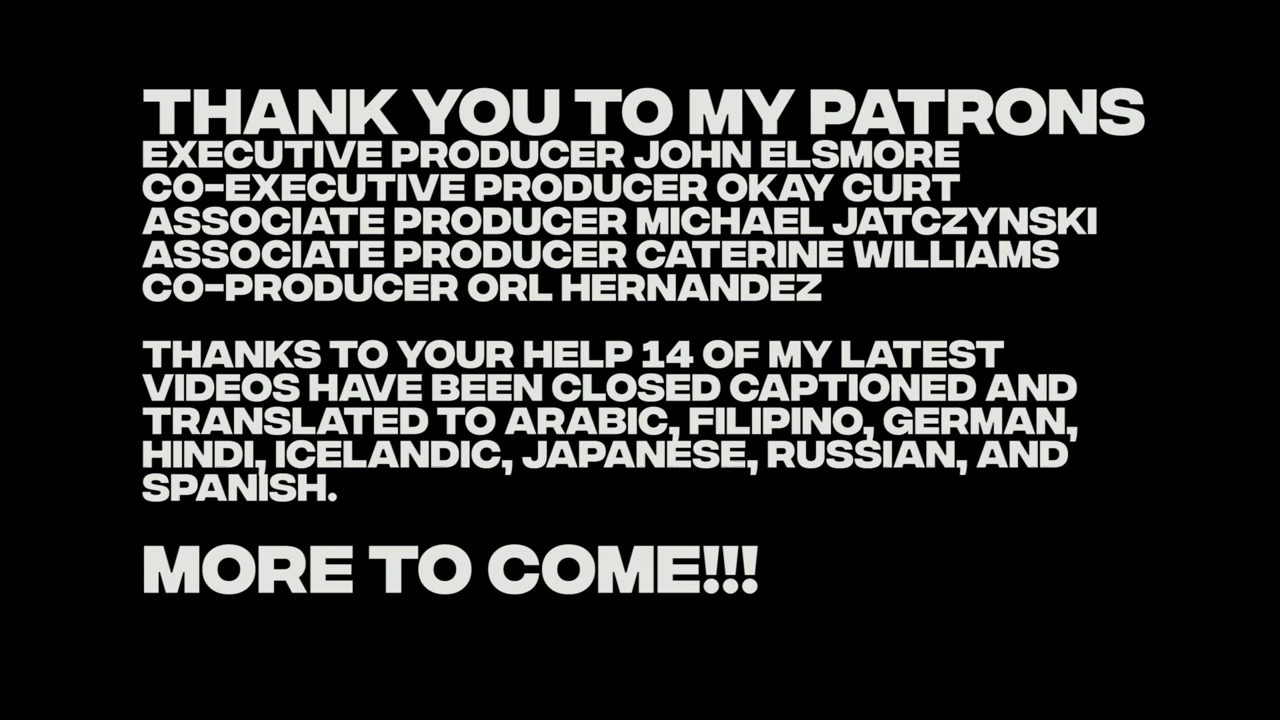 THANK YOU TO MY PATRONS
EXECUTIVE PRODUCER JOHN ELSMORE
CO-EXECUTIVE PRODUCER OKAY CURT
ASSOCIATE PRODUCER MICHAEL JATCZYNSKI
ASSOCIATE PRODUCER CATERINE WILLIAMS
CO-PRODUCER ORL HERNANDEZ
THANKS TO YOUR HELP 14 OF MY LATEST
VIDEOS HAVE BEEN CLOSED CAPTIONED AND
TRANSLATED TO ARABIC, FILIPINO, GERMAN,
HINDI, ICELANDIC, JAPANESE, RUSSIAN, AND
SPANISH.
MORE TO COME!!!